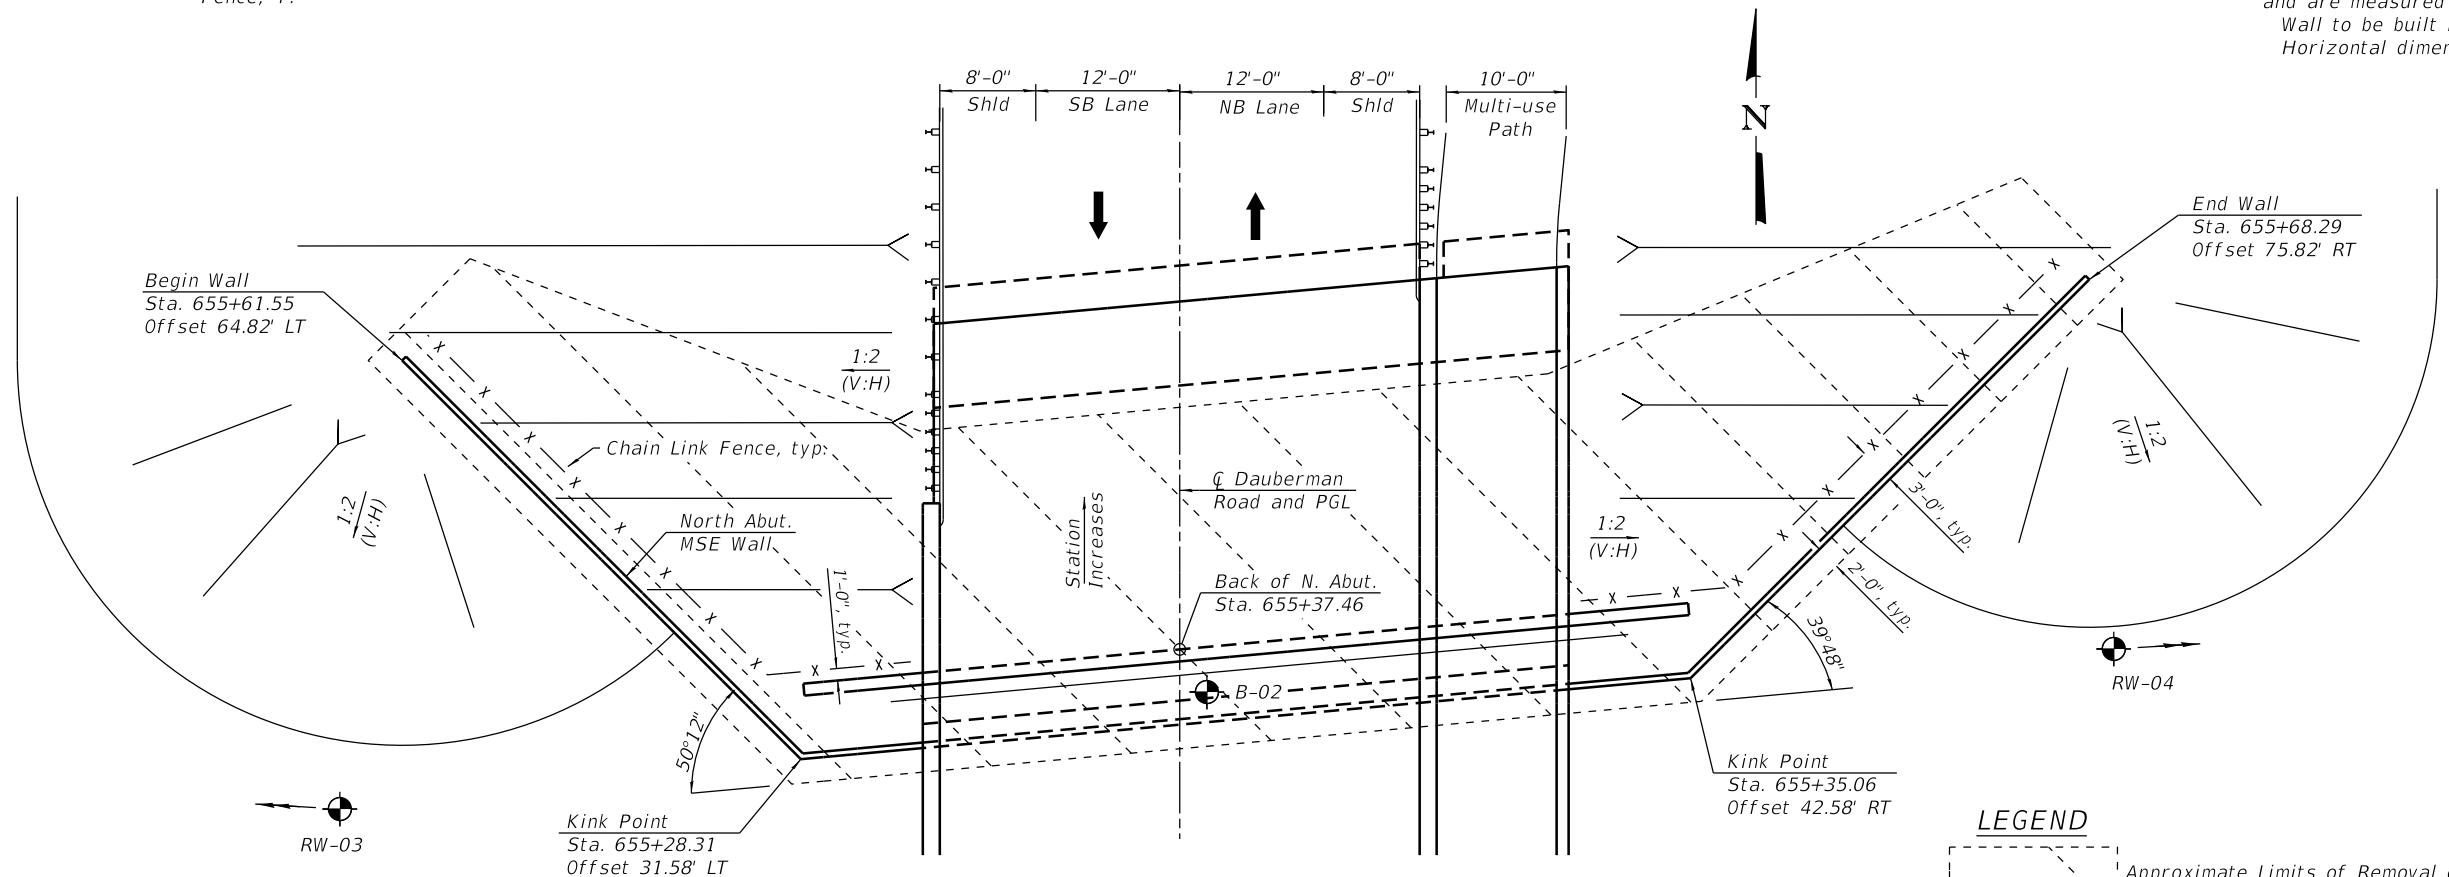 Fence, T.
and are measured
Wall to be built
Horizontal dimen
8'-0"
12'-0"
12'-0"
8'-0"
10'-0"
Shld
SB Lane
NB Lane
Shld
Multi-use
Path
N
Begin Wall
Sta. 655+61.55
Offset 64.82' LT
End Wall
Sta. 655+68.29
Offset 75.82' RT
1:2
(V:H)
Chain Link Fence, typ.
1:2
(V:H)
North Abut.
MSE Wall
1'-0", typ.
Station
Increases
℄ Dauberman
Road and PGL
Back of N. Abut.
Sta. 655+37.46
1:2
(V:H)
1:2
(V:H)
3'-0", typ.
2'-0", typ.
39°48"
50°12"
B-02
RW-04
RW-03
Kink Point
Sta. 655+28.31
Offset 31.58' LT
Kink Point
Sta. 655+35.06
Offset 42.58' RT
LEGEND
Approximate Limits of Removal